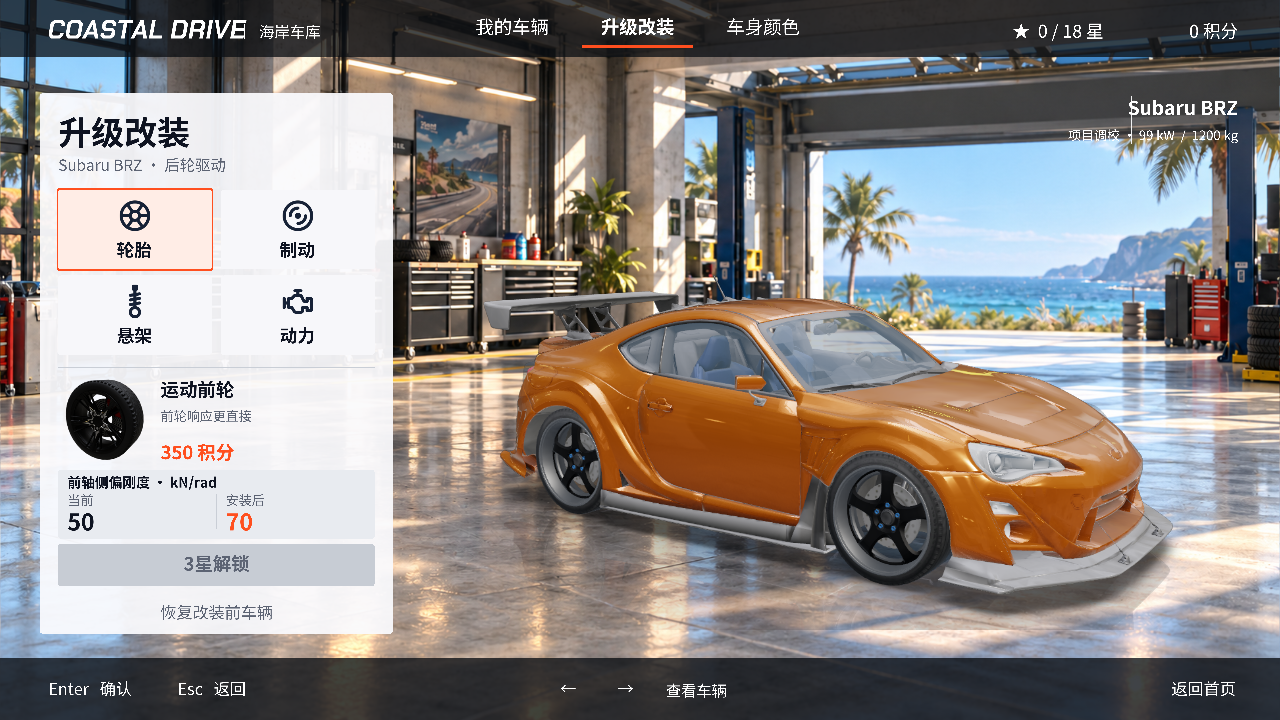 COASTAL DRIVE 海岸车库
我的车辆 升级改装 车身颜色
★ 0 / 18 星 0 积分
Subaru BRZ
项目调校 · 99 kW / 1200 kg
升级改装
Subaru BRZ · 后轮驱动
轮胎 制动
悬架 动力
运动前轮
前轮响应更直接
350 积分
前轴侧偏刚度 · kN/rad
当前 安装后
50 70
3星解锁
恢复改装前车辆
Enter 确认 Esc 返回
← → 查看车辆
返回首页